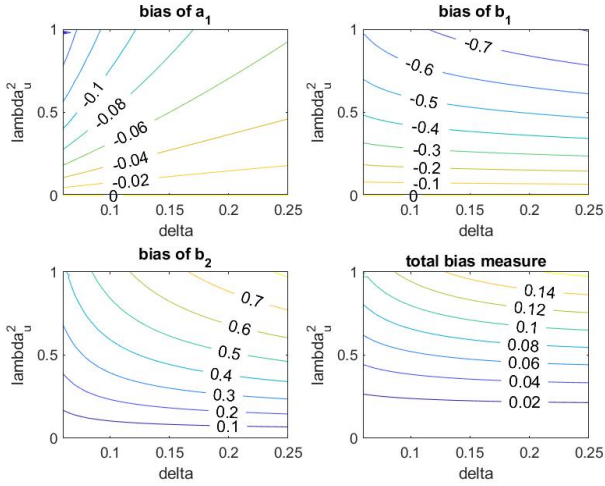 bias of a₁
1
0.5
0
lambda²ᵤ
-0.1
-0.08
-0.06
-0.04
-0.02
0
0.1 0.15 0.2 0.25
delta
bias of b₁
1
0.5
0
lambda²ᵤ
-0.7
-0.6
-0.5
-0.4
-0.3
-0.2
-0.1
0
0.1 0.15 0.2 0.25
delta
bias of b₂
1
0.5
0
lambda²ᵤ
0.7
0.6
0.5
0.4
0.3
0.2
0.1
0.1 0.15 0.2 0.25
delta
total bias measure
1
0.5
0
lambda²ᵤ
0.14
0.12
0.1
0.08
0.06
0.04
0.02
0.1 0.15 0.2 0.25
delta